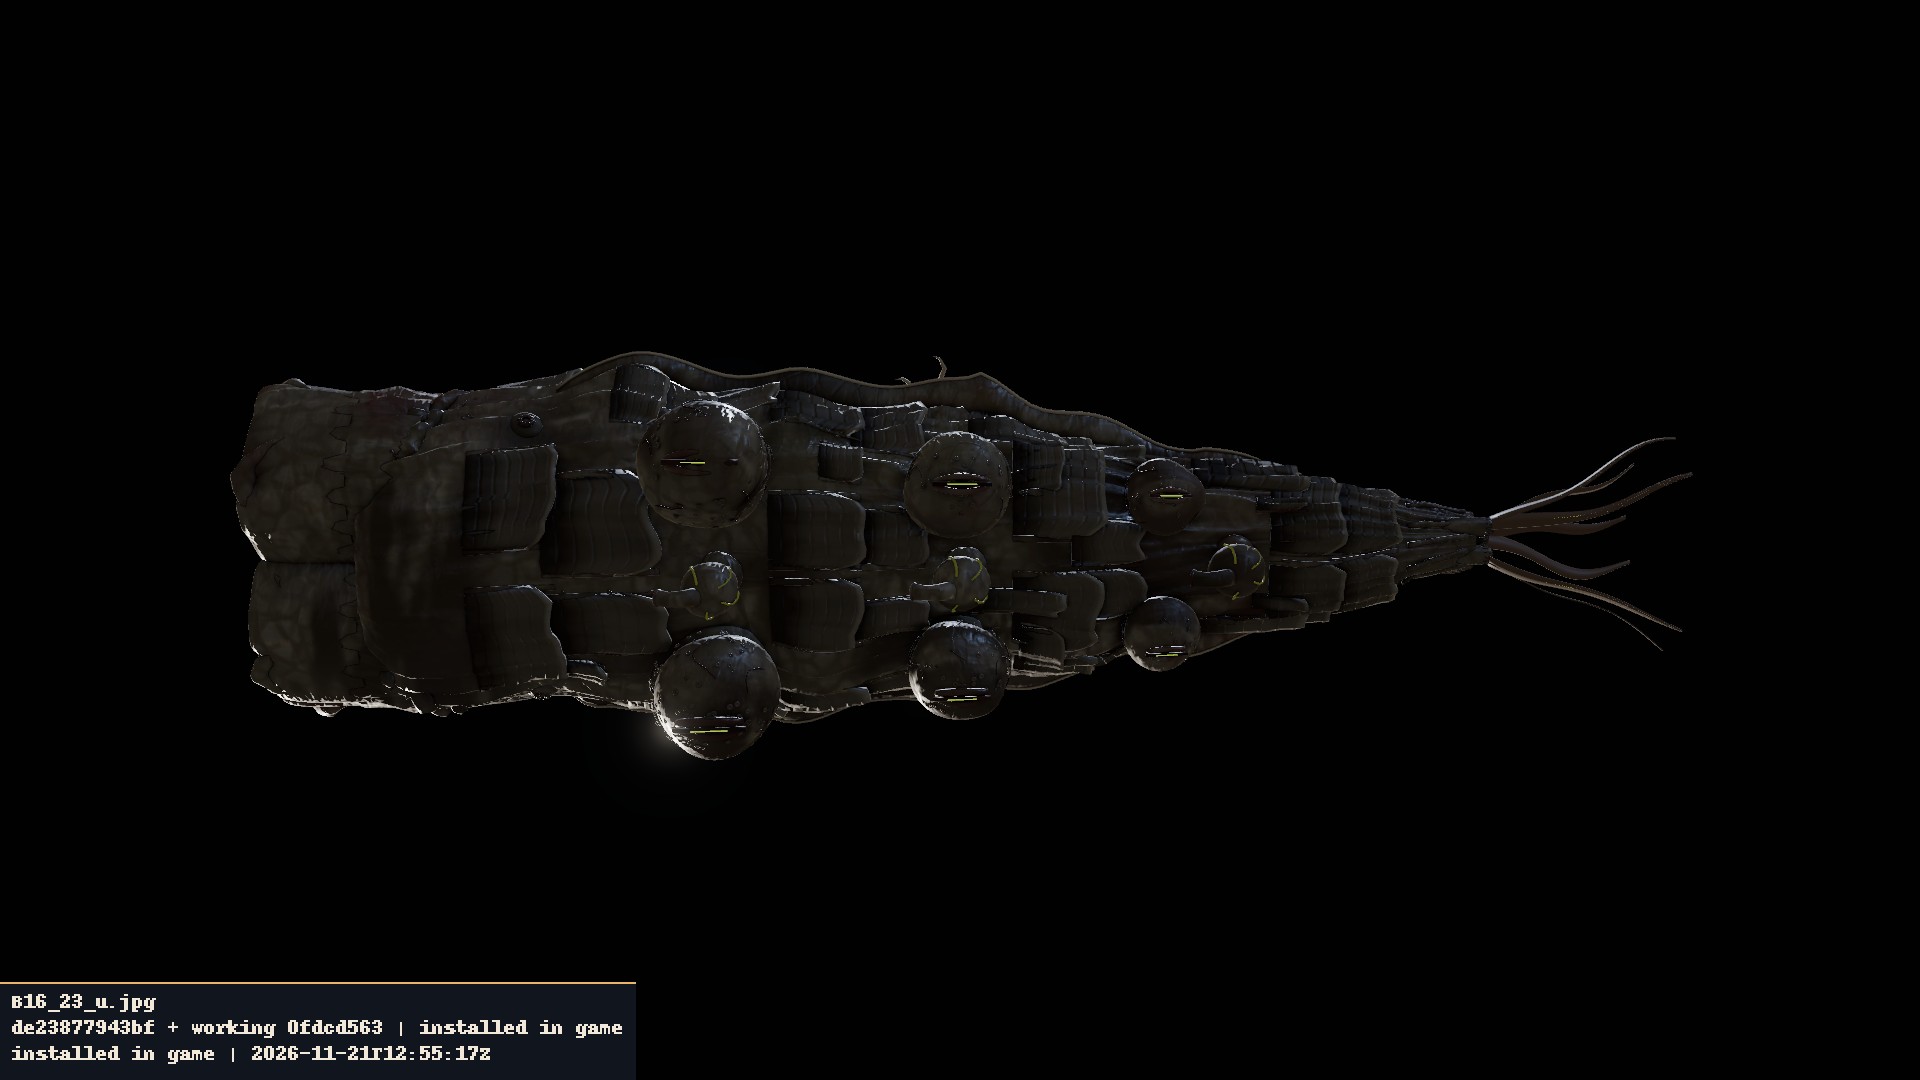 B16_23_u.jpg
de23877943bf + working 0fdcd563 | installed in game
installed in game | 2026-11-21T12:55:17Z